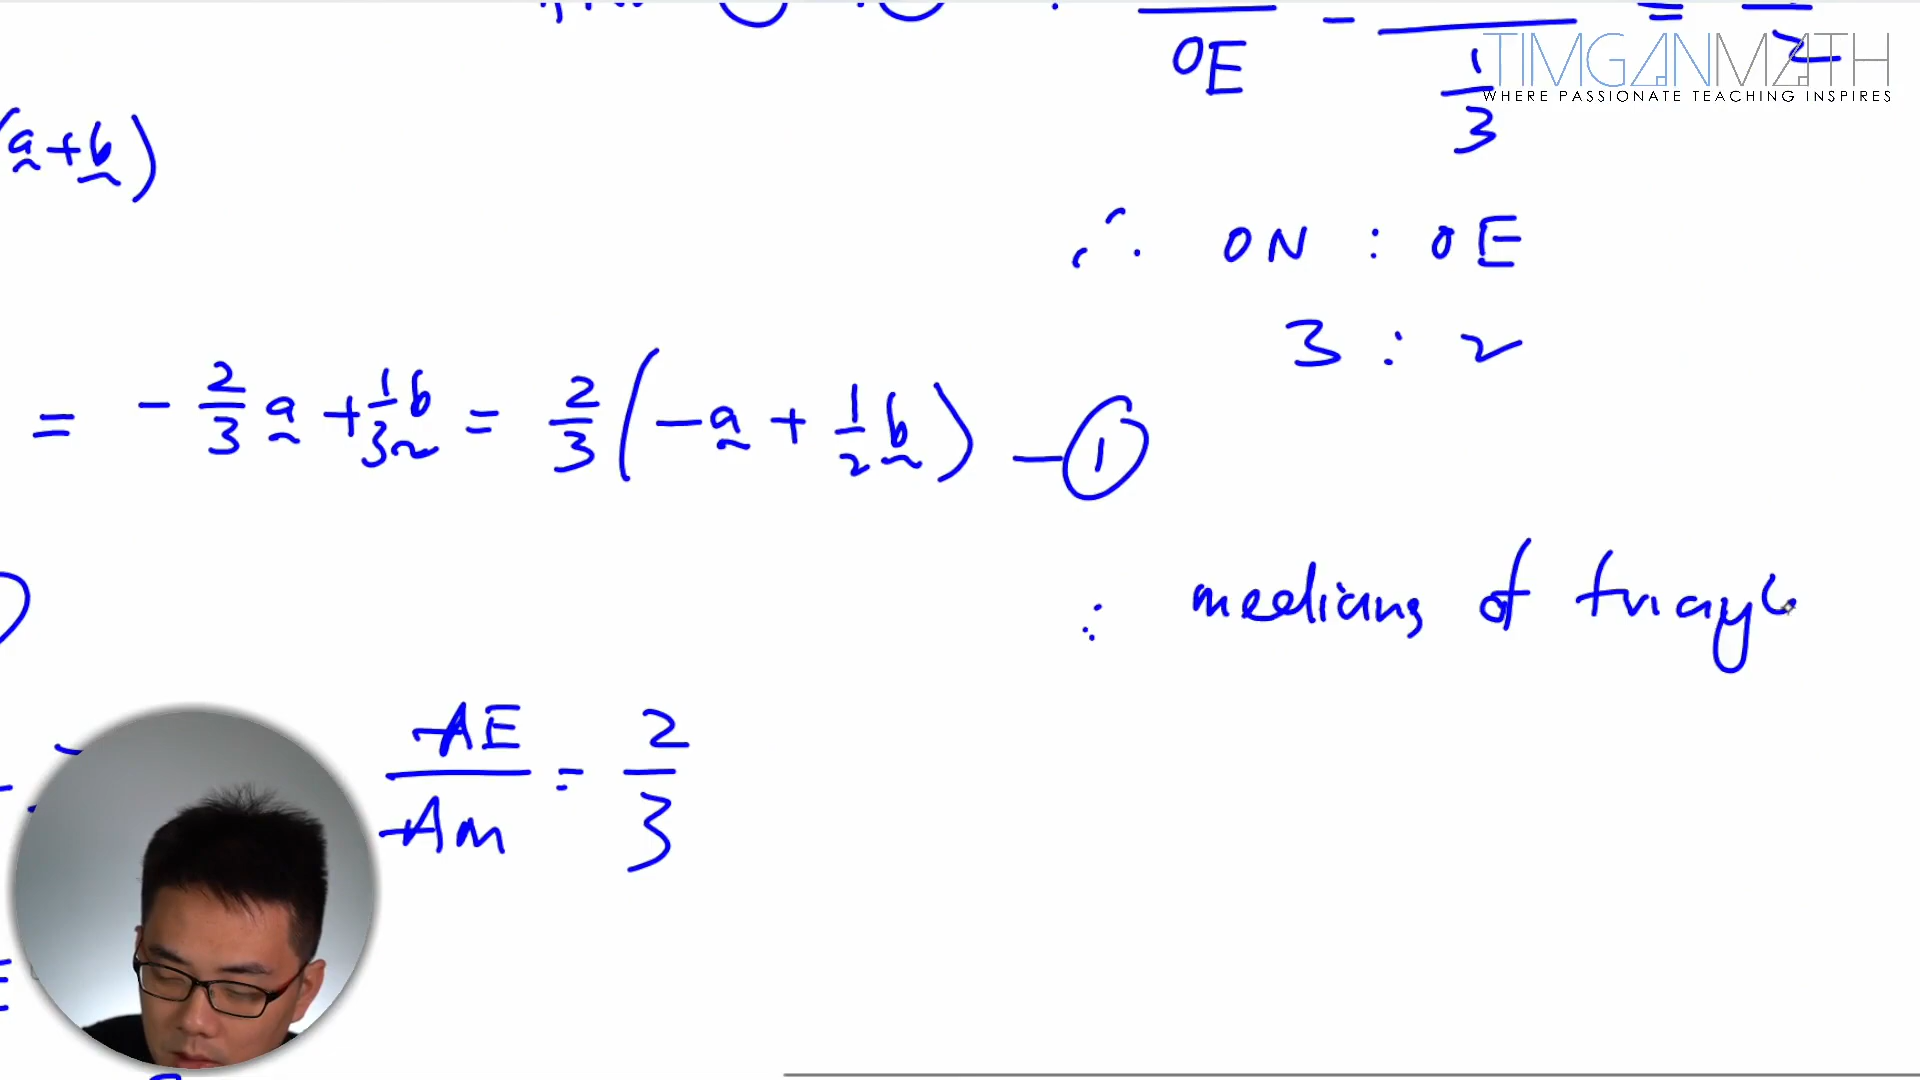 TIMGANMATH
WHERE PASSIONATE TEACHING INSPIRES
OE - 1/3 = 2
(a+b)
∴ ON : OE
3 : 2
= -2/3 a + 1/3 b = 2/3 (-a + 1/2 b) — ①
∴ medians of triangle
AE/AM = 2/3